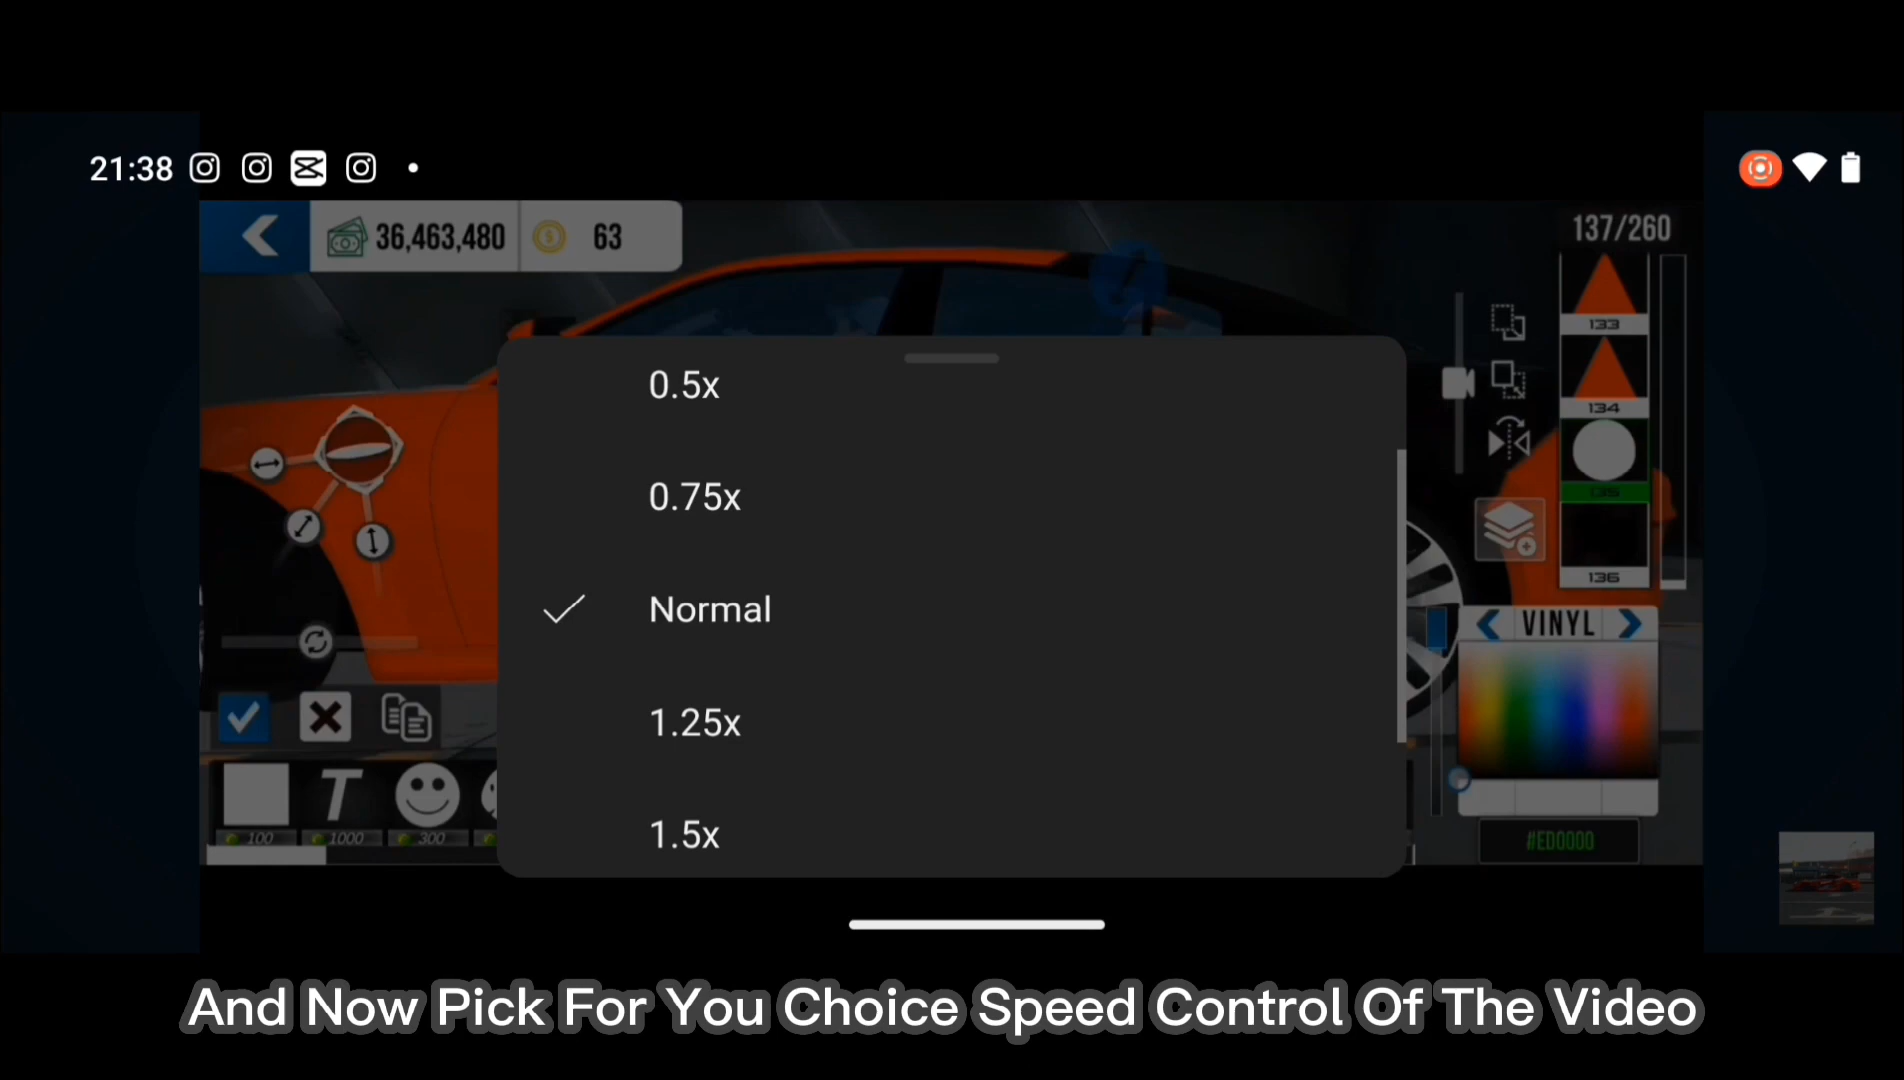 21:38
36,463,480 63
137/260
133
134
135
136
0.5x
0.75x
Normal
1.25x
1.5x
VINYL
#ED0000
T
100 1000 300
And Now Pick For You Choice Speed Control Of The Video